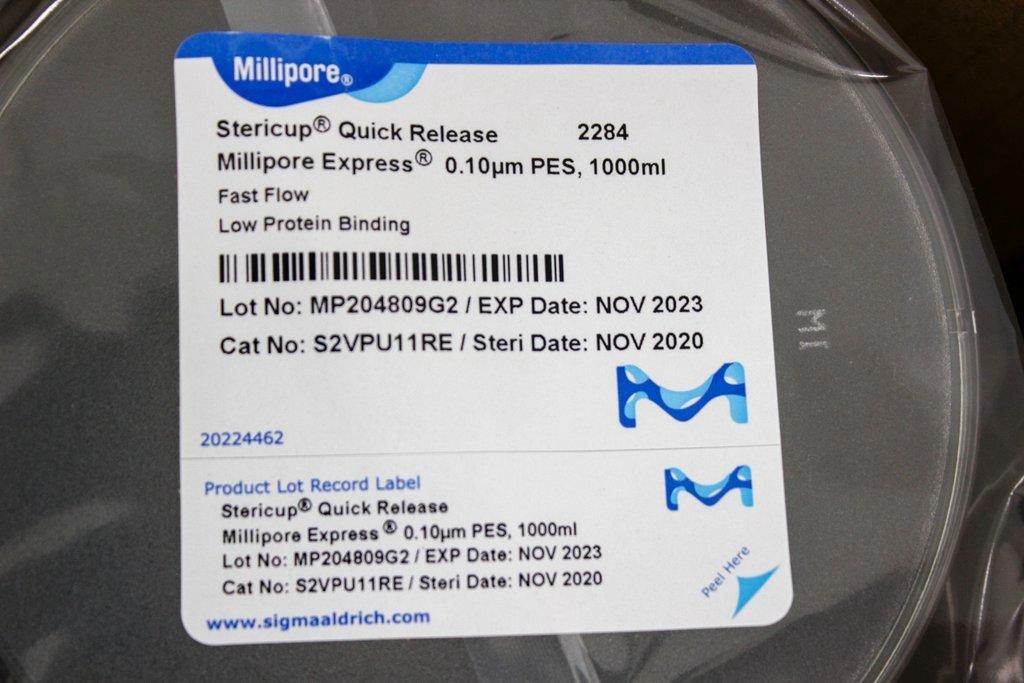 Millipore®
Stericup® Quick Release 2284
Millipore Express® 0.10µm PES, 1000ml
Fast Flow
Low Protein Binding
Lot No: MP204809G2 / EXP Date: NOV 2023
Cat No: S2VPU11RE / Steri Date: NOV 2020
20224462
Product Lot Record Label
Stericup® Quick Release
Millipore Express® 0.10µm PES, 1000ml
Lot No: MP204809G2 / EXP Date: NOV 2023
Cat No: S2VPU11RE / Steri Date: NOV 2020
Peel Here
www.sigmaaldrich.com